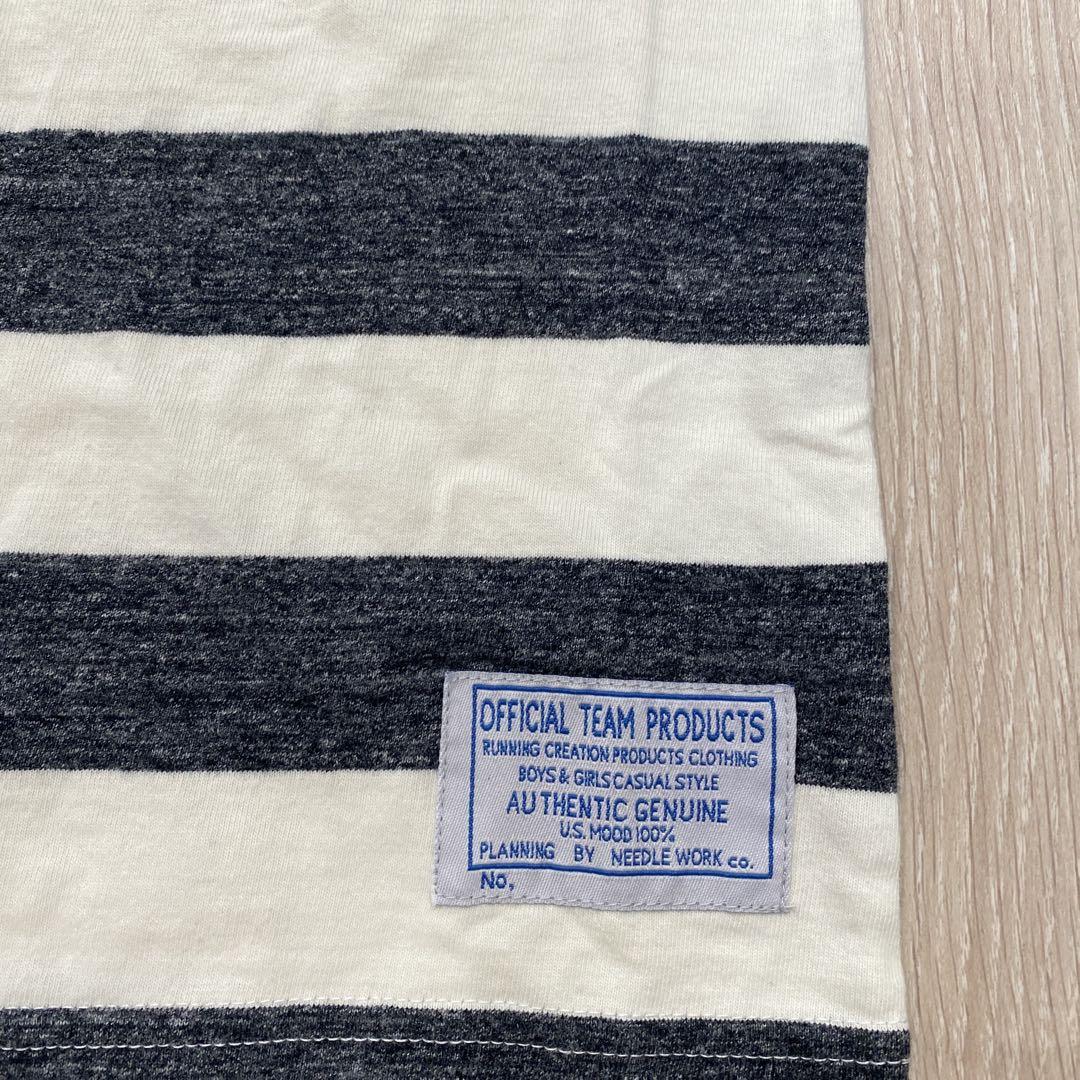 OFFICIAL TEAM PRODUCTS
RUNNING CREATION PRODUCTS CLOTHING
BOYS & GIRLS CASUAL STYLE
AUTHENTIC GENUINE
U.S. MOOD 100%
PLANNING BY NEEDLE WORK co.
No,